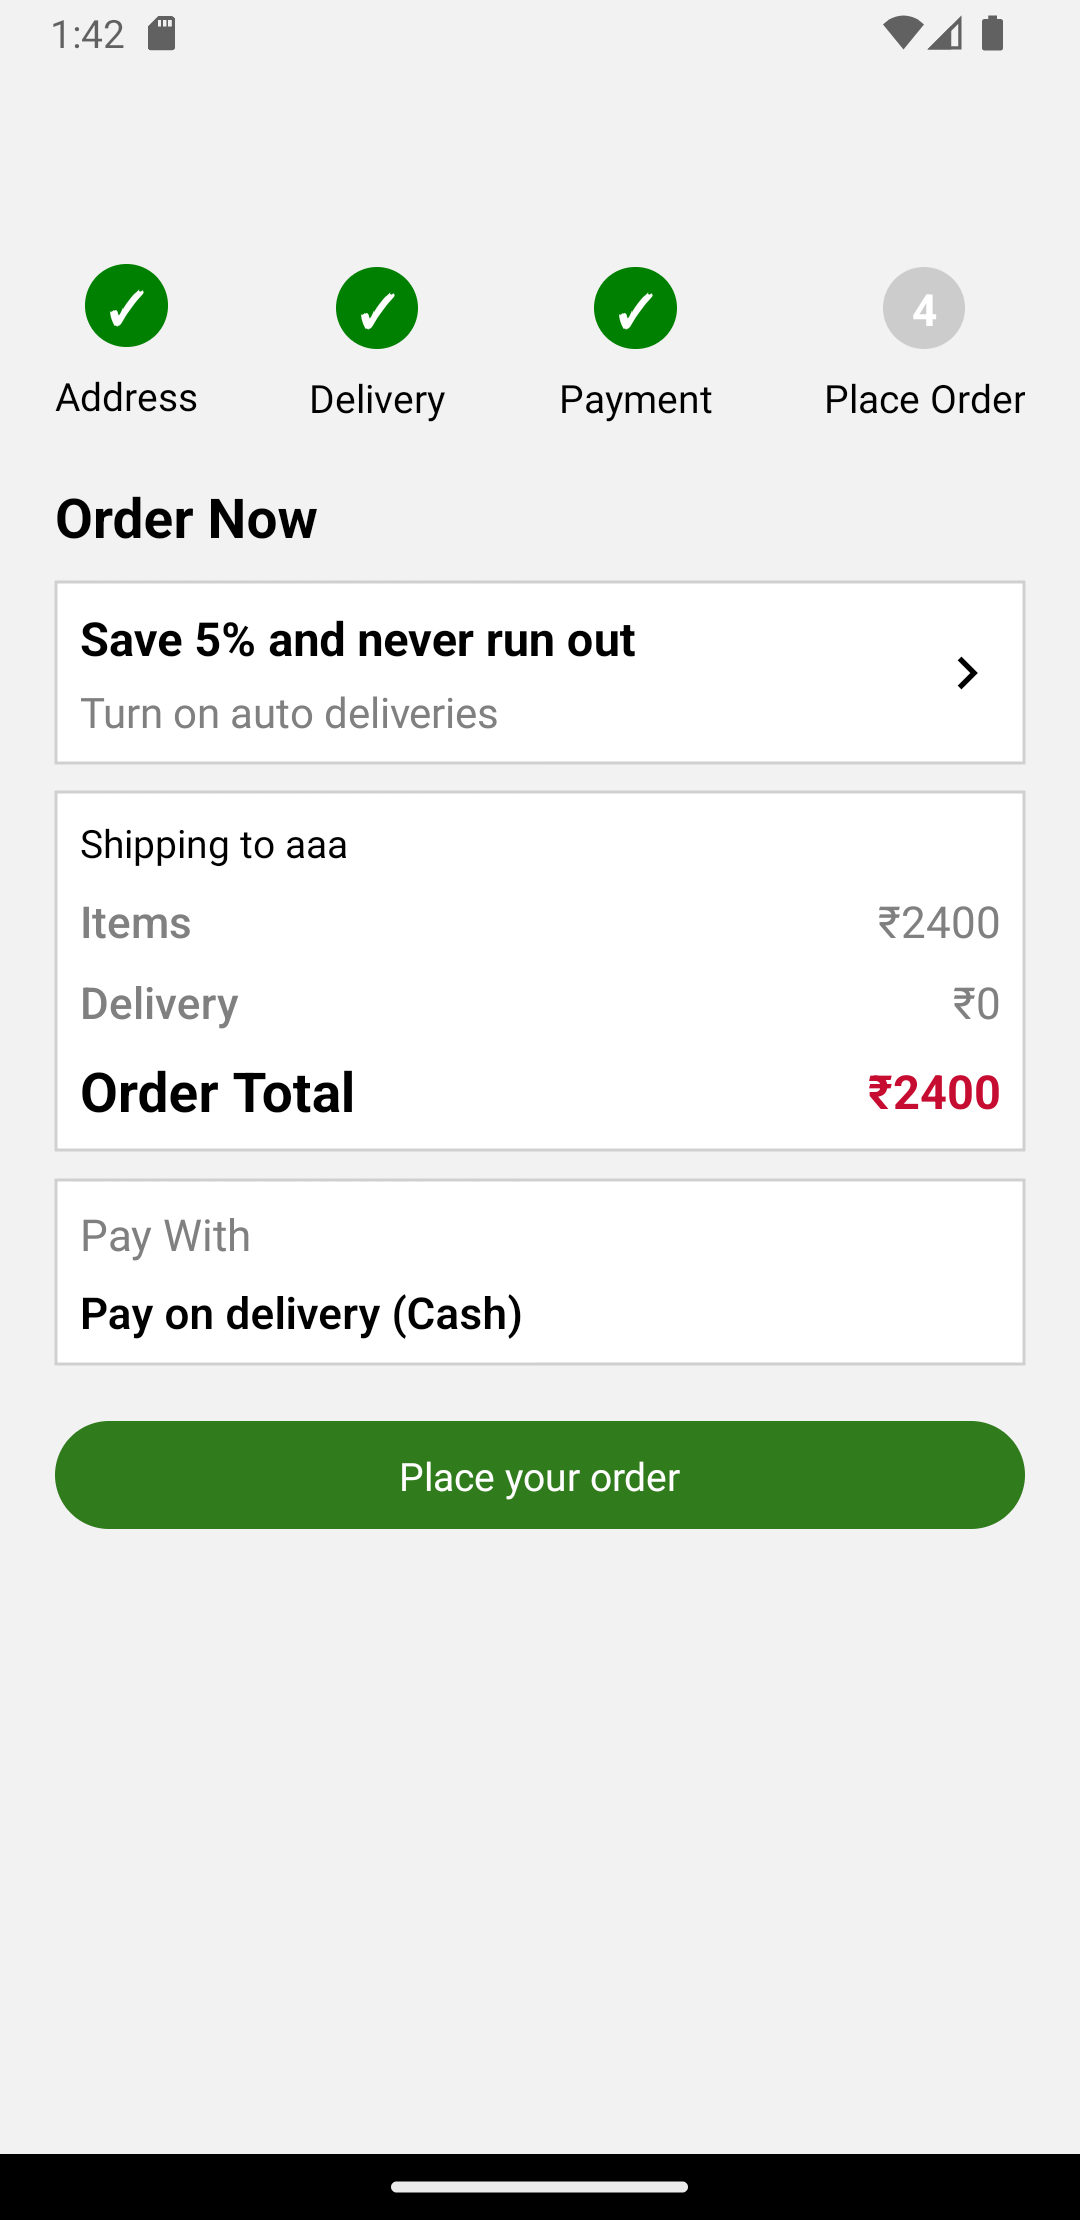 1:42
✓ ✓ ✓ 4
Address Delivery Payment Place Order
Order Now
Save 5% and never run out
Turn on auto deliveries
Shipping to aaa
Items ₹2400
Delivery ₹0
Order Total ₹2400
Pay With
Pay on delivery (Cash)
Place your order